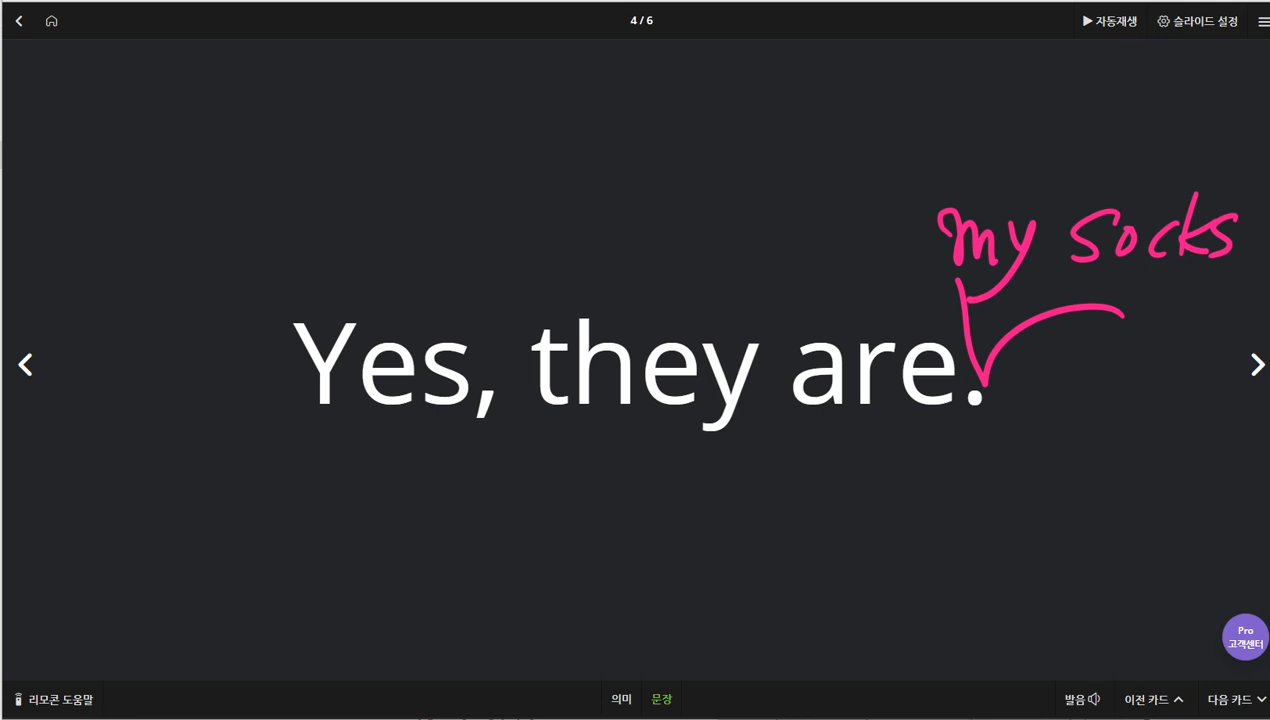 4 / 6
자동재생
슬라이드 설정
my socks
Yes, they are.
Pro
고객센터
리모콘 도움말
의미
문장
발음
이전 카드
다음 카드